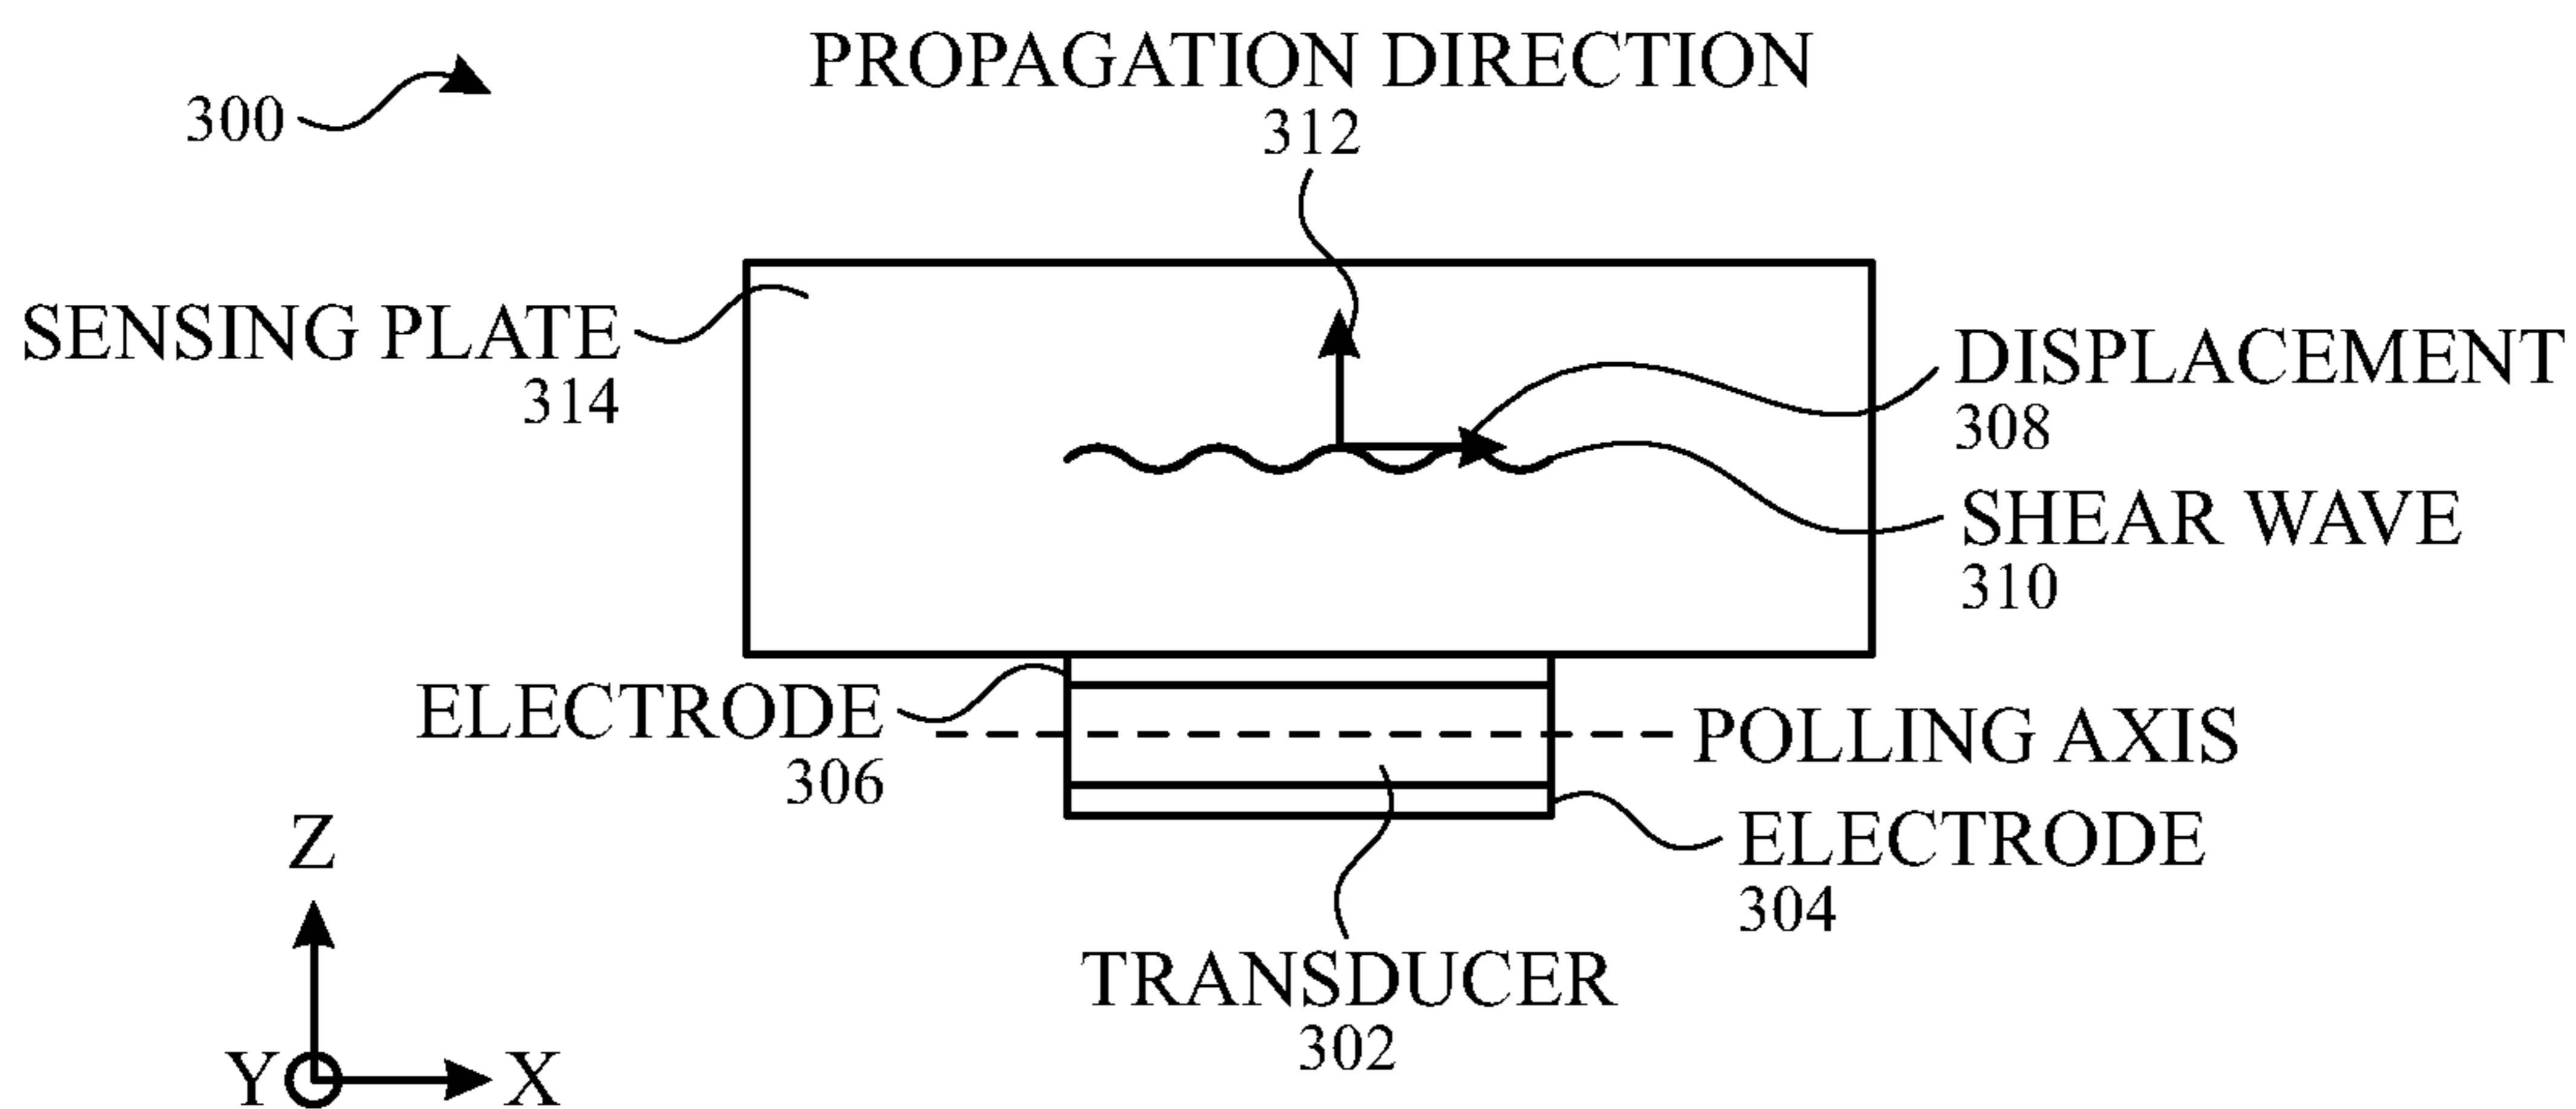 PROPAGATION DIRECTION
312
300
SENSING PLATE
314
DISPLACEMENT
308
SHEAR WAVE
310
ELECTRODE
306
POLLING AXIS
ELECTRODE
304
TRANSDUCER
302
Z
Y
X